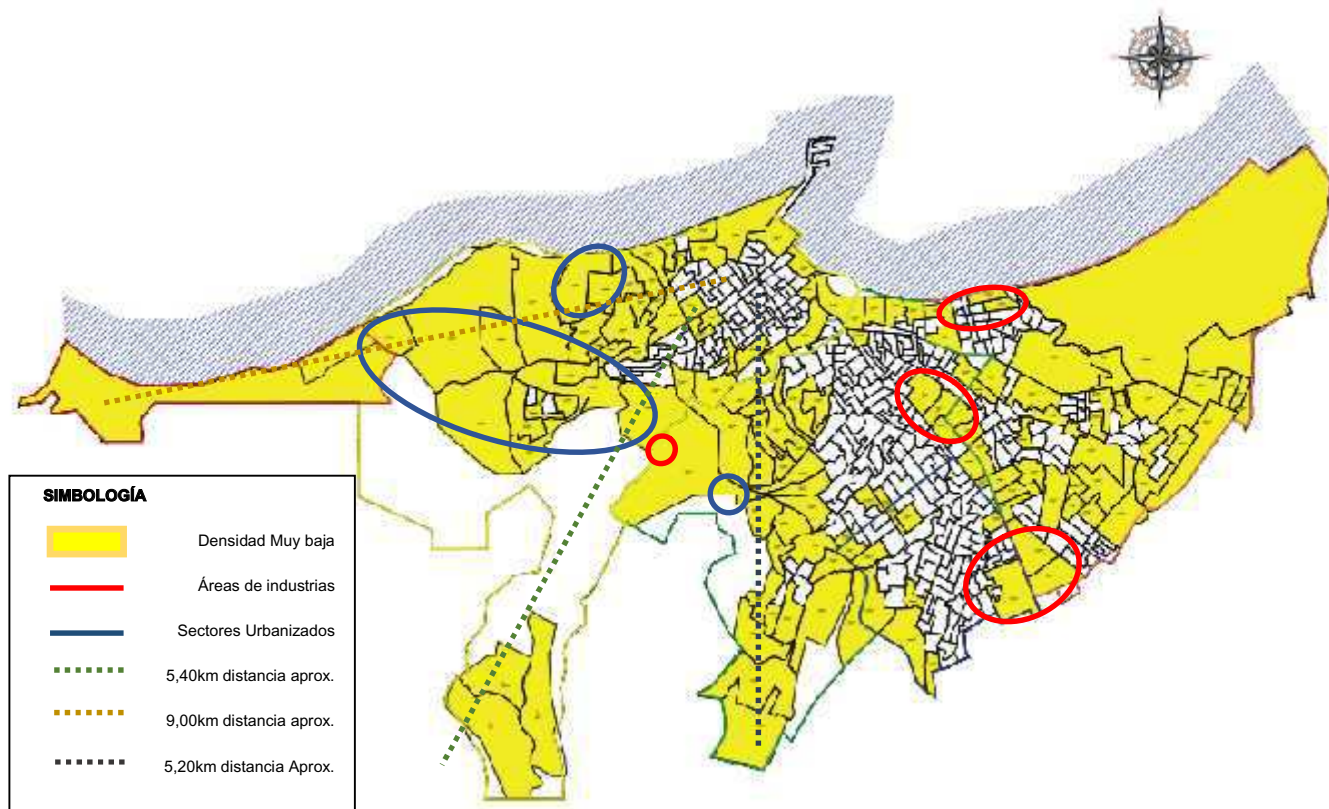 SIMBOLOGÍA
Densidad Muy baja
Áreas de industrias
Sectores Urbanizados
5,40km distancia aprox.
9,00km distancia aprox.
5,20km distancia Aprox.